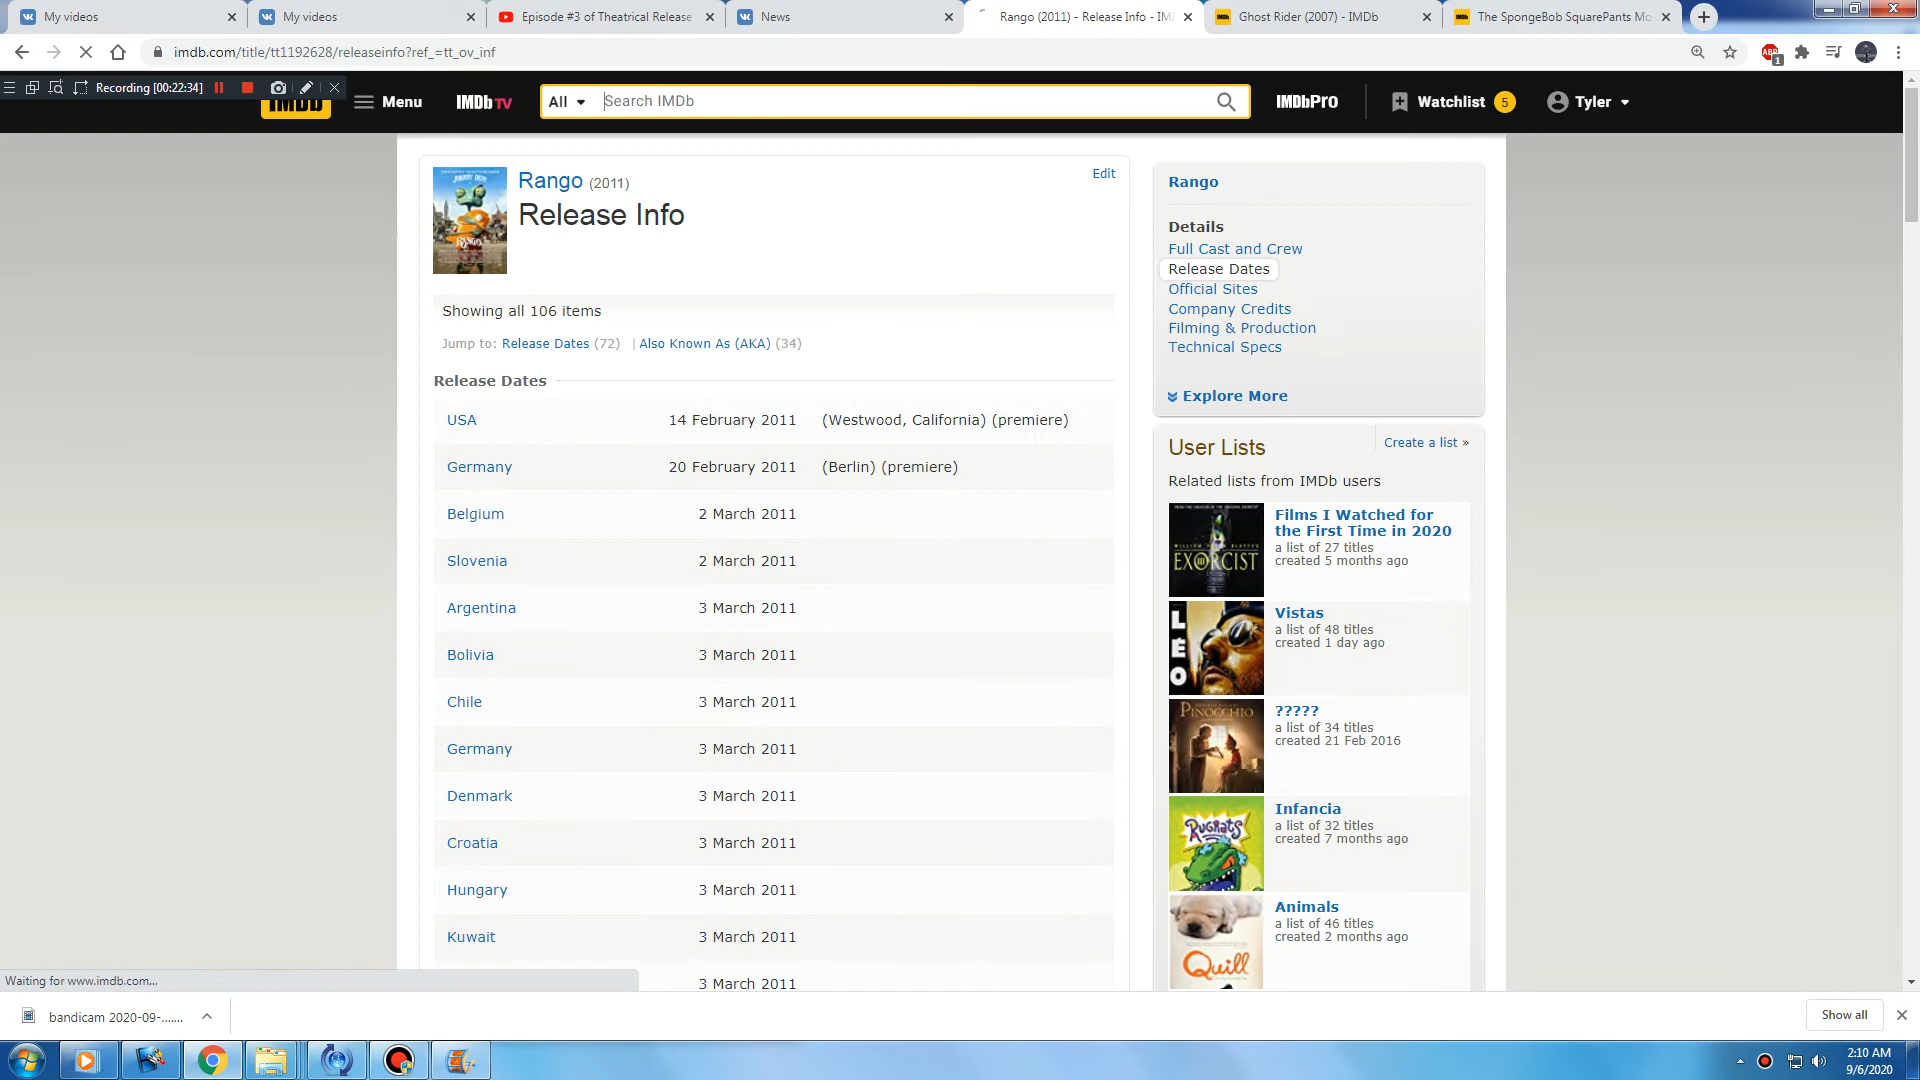 My videos
My videos
Episode #3 of Theatrical Release
News
Rango (2011) - Release Info - IM
Ghost Rider (2007) - IMDb
The SpongeBob SquarePants Mo
imdb.com/title/tt1192628/releaseinfo?ref_=tt_ov_inf
ABP
1
Recording [00:22:34]
IMDb
Menu
IMDb TV
All
Search IMDb
IMDbPro
Watchlist 5
Tyler
Rango (2011)
Release Info
Edit
Showing all 106 items
Jump to: Release Dates (72) | Also Known As (AKA) (34)
Release Dates
USA 14 February 2011 (Westwood, California) (premiere)
Germany 20 February 2011 (Berlin) (premiere)
Belgium 2 March 2011
Slovenia 2 March 2011
Argentina 3 March 2011
Bolivia 3 March 2011
Chile 3 March 2011
Germany 3 March 2011
Denmark 3 March 2011
Croatia 3 March 2011
Hungary 3 March 2011
Kuwait 3 March 2011
3 March 2011
Rango
Details
Full Cast and Crew
Release Dates
Official Sites
Company Credits
Filming & Production
Technical Specs
Explore More
User Lists
Create a list »
Related lists from IMDb users
EXORCIST
Films I Watched for
the First Time in 2020
a list of 27 titles
created 5 months ago
LÉO
Vistas
a list of 48 titles
created 1 day ago
PINOCCHIO
?????
a list of 34 titles
created 21 Feb 2016
RUGRATS
Infancia
a list of 32 titles
created 7 months ago
Quill
Animals
a list of 46 titles
created 2 months ago
Waiting for www.imdb.com...
bandicam 2020-09-......
Show all
2:10 AM
9/6/2020